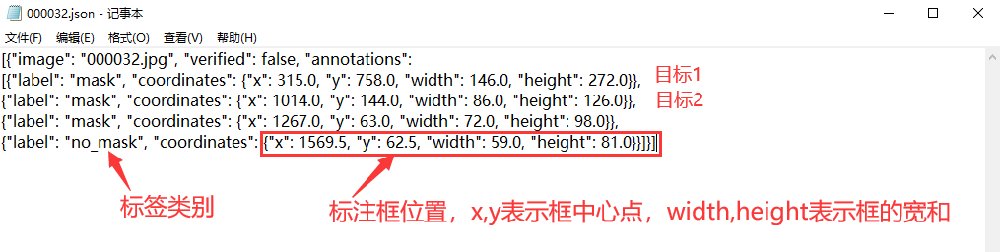 000032.json - 记事本
文件(F) 编辑(E) 格式(O) 查看(V) 帮助(H)
[{"image": "000032.jpg", "verified": false, "annotations":
[{"label": "mask", "coordinates": {"x": 315.0, "y": 758.0, "width": 146.0, "height": 272.0}}, 目标1
{"label": "mask", "coordinates": {"x": 1014.0, "y": 144.0, "width": 86.0, "height": 126.0}}, 目标2
{"label": "mask", "coordinates": {"x": 1267.0, "y": 63.0, "width": 72.0, "height": 98.0}},
{"label": "no_mask", "coordinates": {"x": 1569.5, "y": 62.5, "width": 59.0, "height": 81.0}}]}]
标签类别
标注框位置，x,y表示框中心点，width,height表示框的宽和